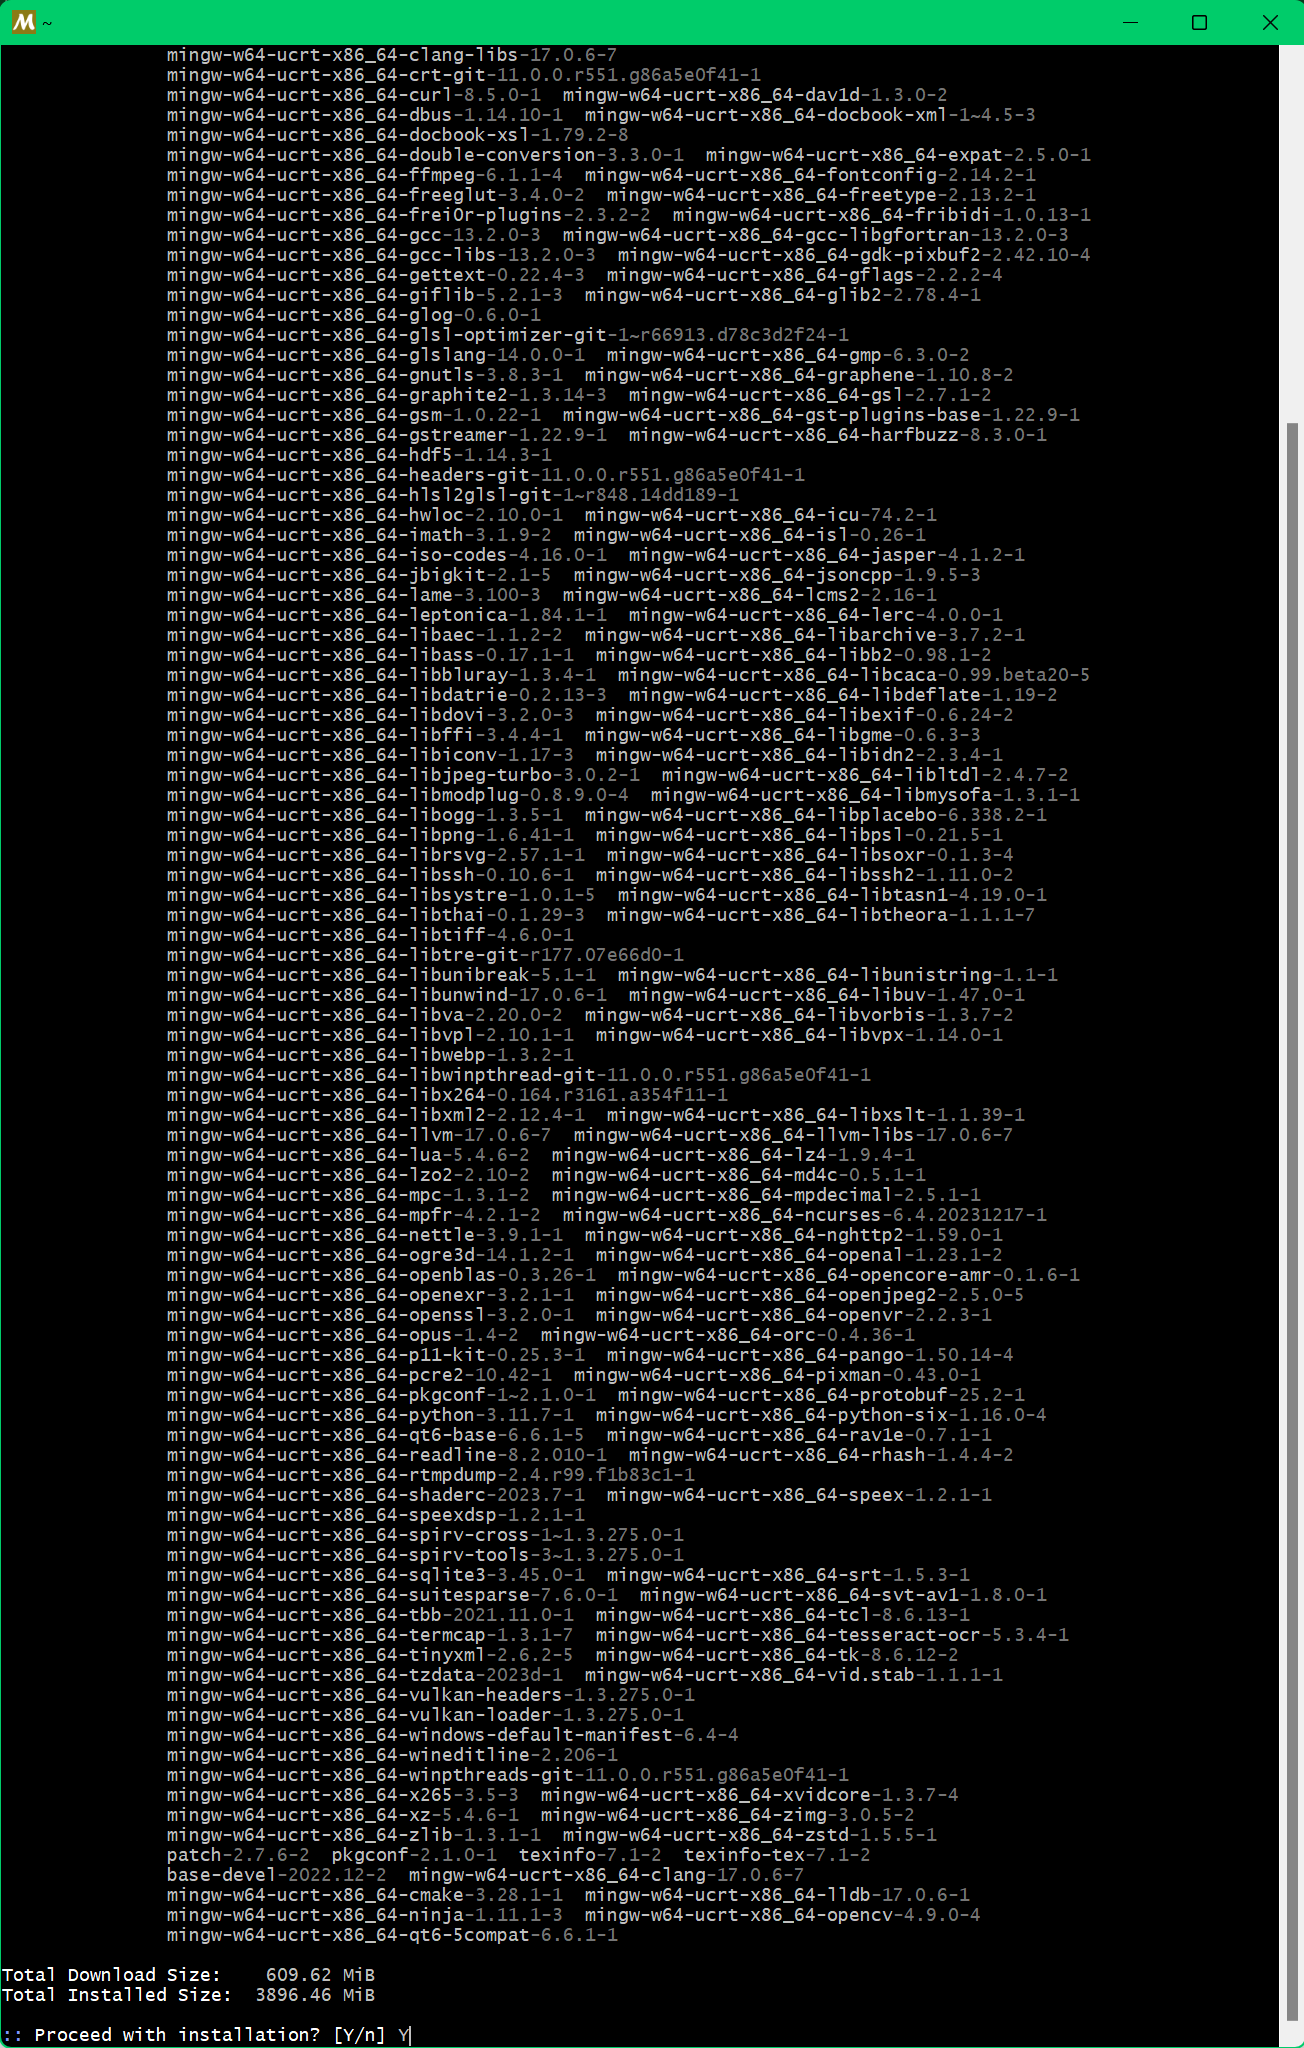 M ~
mingw-w64-ucrt-x86_64-clang-libs-17.0.6-7
mingw-w64-ucrt-x86_64-crt-git-11.0.0.r551.g86a5e0f41-1
mingw-w64-ucrt-x86_64-curl-8.5.0-1  mingw-w64-ucrt-x86_64-dav1d-1.3.0-2
mingw-w64-ucrt-x86_64-dbus-1.14.10-1  mingw-w64-ucrt-x86_64-docbook-xml-1~4.5-3
mingw-w64-ucrt-x86_64-docbook-xsl-1.79.2-8
mingw-w64-ucrt-x86_64-double-conversion-3.3.0-1  mingw-w64-ucrt-x86_64-expat-2.5.0-1
mingw-w64-ucrt-x86_64-ffmpeg-6.1.1-4  mingw-w64-ucrt-x86_64-fontconfig-2.14.2-1
mingw-w64-ucrt-x86_64-freeglut-3.4.0-2  mingw-w64-ucrt-x86_64-freetype-2.13.2-1
mingw-w64-ucrt-x86_64-frei0r-plugins-2.3.2-2  mingw-w64-ucrt-x86_64-fribidi-1.0.13-1
mingw-w64-ucrt-x86_64-gcc-13.2.0-3  mingw-w64-ucrt-x86_64-gcc-libgfortran-13.2.0-3
mingw-w64-ucrt-x86_64-gcc-libs-13.2.0-3  mingw-w64-ucrt-x86_64-gdk-pixbuf2-2.42.10-4
mingw-w64-ucrt-x86_64-gettext-0.22.4-3  mingw-w64-ucrt-x86_64-gflags-2.2.2-4
mingw-w64-ucrt-x86_64-giflib-5.2.1-3  mingw-w64-ucrt-x86_64-glib2-2.78.4-1
mingw-w64-ucrt-x86_64-glog-0.6.0-1
mingw-w64-ucrt-x86_64-glsl-optimizer-git-1~r66913.d78c3d2f24-1
mingw-w64-ucrt-x86_64-glslang-14.0.0-1  mingw-w64-ucrt-x86_64-gmp-6.3.0-2
mingw-w64-ucrt-x86_64-gnutls-3.8.3-1  mingw-w64-ucrt-x86_64-graphene-1.10.8-2
mingw-w64-ucrt-x86_64-graphite2-1.3.14-3  mingw-w64-ucrt-x86_64-gsl-2.7.1-2
mingw-w64-ucrt-x86_64-gsm-1.0.22-1  mingw-w64-ucrt-x86_64-gst-plugins-base-1.22.9-1
mingw-w64-ucrt-x86_64-gstreamer-1.22.9-1  mingw-w64-ucrt-x86_64-harfbuzz-8.3.0-1
mingw-w64-ucrt-x86_64-hdf5-1.14.3-1
mingw-w64-ucrt-x86_64-headers-git-11.0.0.r551.g86a5e0f41-1
mingw-w64-ucrt-x86_64-hlsl2glsl-git-1~r848.14dd189-1
mingw-w64-ucrt-x86_64-hwloc-2.10.0-1  mingw-w64-ucrt-x86_64-icu-74.2-1
mingw-w64-ucrt-x86_64-imath-3.1.9-2  mingw-w64-ucrt-x86_64-isl-0.26-1
mingw-w64-ucrt-x86_64-iso-codes-4.16.0-1  mingw-w64-ucrt-x86_64-jasper-4.1.2-1
mingw-w64-ucrt-x86_64-jbigkit-2.1-5  mingw-w64-ucrt-x86_64-jsoncpp-1.9.5-3
mingw-w64-ucrt-x86_64-lame-3.100-3  mingw-w64-ucrt-x86_64-lcms2-2.16-1
mingw-w64-ucrt-x86_64-leptonica-1.84.1-1  mingw-w64-ucrt-x86_64-lerc-4.0.0-1
mingw-w64-ucrt-x86_64-libaec-1.1.2-2  mingw-w64-ucrt-x86_64-libarchive-3.7.2-1
mingw-w64-ucrt-x86_64-libass-0.17.1-1  mingw-w64-ucrt-x86_64-libb2-0.98.1-2
mingw-w64-ucrt-x86_64-libbluray-1.3.4-1  mingw-w64-ucrt-x86_64-libcaca-0.99.beta20-5
mingw-w64-ucrt-x86_64-libdatrie-0.2.13-3  mingw-w64-ucrt-x86_64-libdeflate-1.19-2
mingw-w64-ucrt-x86_64-libdovi-3.2.0-3  mingw-w64-ucrt-x86_64-libexif-0.6.24-2
mingw-w64-ucrt-x86_64-libffi-3.4.4-1  mingw-w64-ucrt-x86_64-libgme-0.6.3-3
mingw-w64-ucrt-x86_64-libiconv-1.17-3  mingw-w64-ucrt-x86_64-libidn2-2.3.4-1
mingw-w64-ucrt-x86_64-libjpeg-turbo-3.0.2-1  mingw-w64-ucrt-x86_64-libltdl-2.4.7-2
mingw-w64-ucrt-x86_64-libmodplug-0.8.9.0-4  mingw-w64-ucrt-x86_64-libmysofa-1.3.1-1
mingw-w64-ucrt-x86_64-libogg-1.3.5-1  mingw-w64-ucrt-x86_64-libplacebo-6.338.2-1
mingw-w64-ucrt-x86_64-libpng-1.6.41-1  mingw-w64-ucrt-x86_64-libpsl-0.21.5-1
mingw-w64-ucrt-x86_64-librsvg-2.57.1-1  mingw-w64-ucrt-x86_64-libsoxr-0.1.3-4
mingw-w64-ucrt-x86_64-libssh-0.10.6-1  mingw-w64-ucrt-x86_64-libssh2-1.11.0-2
mingw-w64-ucrt-x86_64-libsystre-1.0.1-5  mingw-w64-ucrt-x86_64-libtasn1-4.19.0-1
mingw-w64-ucrt-x86_64-libthai-0.1.29-3  mingw-w64-ucrt-x86_64-libtheora-1.1.1-7
mingw-w64-ucrt-x86_64-libtiff-4.6.0-1
mingw-w64-ucrt-x86_64-libtre-git-r177.07e66d0-1
mingw-w64-ucrt-x86_64-libunibreak-5.1-1  mingw-w64-ucrt-x86_64-libunistring-1.1-1
mingw-w64-ucrt-x86_64-libunwind-17.0.6-1  mingw-w64-ucrt-x86_64-libuv-1.47.0-1
mingw-w64-ucrt-x86_64-libva-2.20.0-2  mingw-w64-ucrt-x86_64-libvorbis-1.3.7-2
mingw-w64-ucrt-x86_64-libvpl-2.10.1-1  mingw-w64-ucrt-x86_64-libvpx-1.14.0-1
mingw-w64-ucrt-x86_64-libwebp-1.3.2-1
mingw-w64-ucrt-x86_64-libwinpthread-git-11.0.0.r551.g86a5e0f41-1
mingw-w64-ucrt-x86_64-libx264-0.164.r3161.a354f11-1
mingw-w64-ucrt-x86_64-libxml2-2.12.4-1  mingw-w64-ucrt-x86_64-libxslt-1.1.39-1
mingw-w64-ucrt-x86_64-llvm-17.0.6-7  mingw-w64-ucrt-x86_64-llvm-libs-17.0.6-7
mingw-w64-ucrt-x86_64-lua-5.4.6-2  mingw-w64-ucrt-x86_64-lz4-1.9.4-1
mingw-w64-ucrt-x86_64-lzo2-2.10-2  mingw-w64-ucrt-x86_64-md4c-0.5.1-1
mingw-w64-ucrt-x86_64-mpc-1.3.1-2  mingw-w64-ucrt-x86_64-mpdecimal-2.5.1-1
mingw-w64-ucrt-x86_64-mpfr-4.2.1-2  mingw-w64-ucrt-x86_64-ncurses-6.4.20231217-1
mingw-w64-ucrt-x86_64-nettle-3.9.1-1  mingw-w64-ucrt-x86_64-nghttp2-1.59.0-1
mingw-w64-ucrt-x86_64-ogre3d-14.1.2-1  mingw-w64-ucrt-x86_64-openal-1.23.1-2
mingw-w64-ucrt-x86_64-openblas-0.3.26-1  mingw-w64-ucrt-x86_64-opencore-amr-0.1.6-1
mingw-w64-ucrt-x86_64-openexr-3.2.1-1  mingw-w64-ucrt-x86_64-openjpeg2-2.5.0-5
mingw-w64-ucrt-x86_64-openssl-3.2.0-1  mingw-w64-ucrt-x86_64-openvr-2.2.3-1
mingw-w64-ucrt-x86_64-opus-1.4-2  mingw-w64-ucrt-x86_64-orc-0.4.36-1
mingw-w64-ucrt-x86_64-p11-kit-0.25.3-1  mingw-w64-ucrt-x86_64-pango-1.50.14-4
mingw-w64-ucrt-x86_64-pcre2-10.42-1  mingw-w64-ucrt-x86_64-pixman-0.43.0-1
mingw-w64-ucrt-x86_64-pkgconf-1~2.1.0-1  mingw-w64-ucrt-x86_64-protobuf-25.2-1
mingw-w64-ucrt-x86_64-python-3.11.7-1  mingw-w64-ucrt-x86_64-python-six-1.16.0-4
mingw-w64-ucrt-x86_64-qt6-base-6.6.1-5  mingw-w64-ucrt-x86_64-rav1e-0.7.1-1
mingw-w64-ucrt-x86_64-readline-8.2.010-1  mingw-w64-ucrt-x86_64-rhash-1.4.4-2
mingw-w64-ucrt-x86_64-rtmpdump-2.4.r99.f1b83c1-1
mingw-w64-ucrt-x86_64-shaderc-2023.7-1  mingw-w64-ucrt-x86_64-speex-1.2.1-1
mingw-w64-ucrt-x86_64-speexdsp-1.2.1-1
mingw-w64-ucrt-x86_64-spirv-cross-1~1.3.275.0-1
mingw-w64-ucrt-x86_64-spirv-tools-3~1.3.275.0-1
mingw-w64-ucrt-x86_64-sqlite3-3.45.0-1  mingw-w64-ucrt-x86_64-srt-1.5.3-1
mingw-w64-ucrt-x86_64-suitesparse-7.6.0-1  mingw-w64-ucrt-x86_64-svt-av1-1.8.0-1
mingw-w64-ucrt-x86_64-tbb-2021.11.0-1  mingw-w64-ucrt-x86_64-tcl-8.6.13-1
mingw-w64-ucrt-x86_64-termcap-1.3.1-7  mingw-w64-ucrt-x86_64-tesseract-ocr-5.3.4-1
mingw-w64-ucrt-x86_64-tinyxml-2.6.2-5  mingw-w64-ucrt-x86_64-tk-8.6.12-2
mingw-w64-ucrt-x86_64-tzdata-2023d-1  mingw-w64-ucrt-x86_64-vid.stab-1.1.1-1
mingw-w64-ucrt-x86_64-vulkan-headers-1.3.275.0-1
mingw-w64-ucrt-x86_64-vulkan-loader-1.3.275.0-1
mingw-w64-ucrt-x86_64-windows-default-manifest-6.4-4
mingw-w64-ucrt-x86_64-wineditline-2.206-1
mingw-w64-ucrt-x86_64-winpthreads-git-11.0.0.r551.g86a5e0f41-1
mingw-w64-ucrt-x86_64-x265-3.5-3  mingw-w64-ucrt-x86_64-xvidcore-1.3.7-4
mingw-w64-ucrt-x86_64-xz-5.4.6-1  mingw-w64-ucrt-x86_64-zimg-3.0.5-2
mingw-w64-ucrt-x86_64-zlib-1.3.1-1  mingw-w64-ucrt-x86_64-zstd-1.5.5-1
patch-2.7.6-2  pkgconf-2.1.0-1  texinfo-7.1-2  texinfo-tex-7.1-2
base-devel-2022.12-2  mingw-w64-ucrt-x86_64-clang-17.0.6-7
mingw-w64-ucrt-x86_64-cmake-3.28.1-1  mingw-w64-ucrt-x86_64-lldb-17.0.6-1
mingw-w64-ucrt-x86_64-ninja-1.11.1-3  mingw-w64-ucrt-x86_64-opencv-4.9.0-4
mingw-w64-ucrt-x86_64-qt6-5compat-6.6.1-1
Total Download Size:    609.62 MiB
Total Installed Size:  3896.46 MiB
:: Proceed with installation? [Y/n] Y